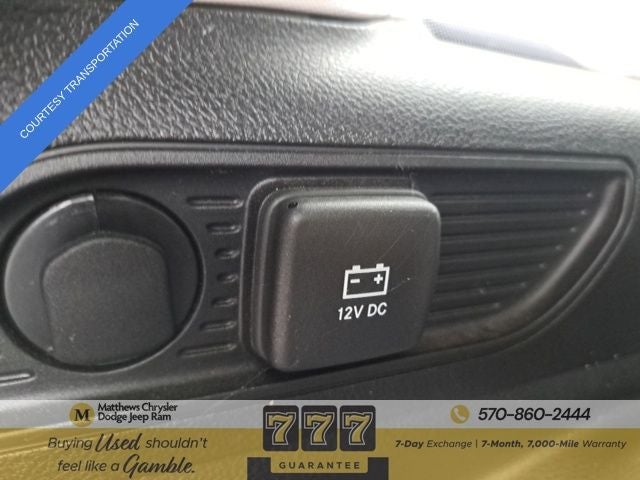 COURTESY TRANSPORTATION
- +
12V DC
M
Matthews Chrysler
Dodge Jeep Ram
Buying Used shouldn't
feel like a Gamble.
777
GUARANTEE
570-860-2444
7-Day Exchange | 7-Month, 7,000-Mile Warranty